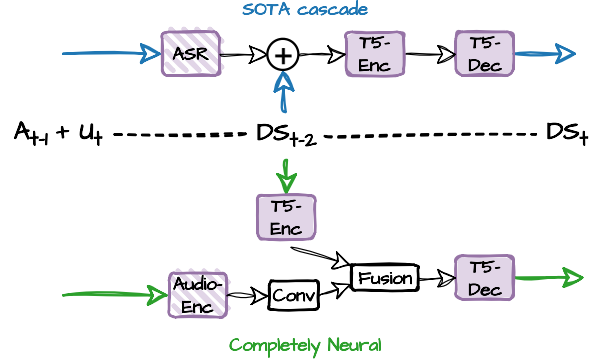 SOTA cascade
ASR
+
T5-
Enc
T5-
Dec
A_{t-1} + U_t
DS_{t-2}
DS_t
T5-
Enc
Audio-
Enc
Conv
Fusion
T5-
Dec
Completely Neural